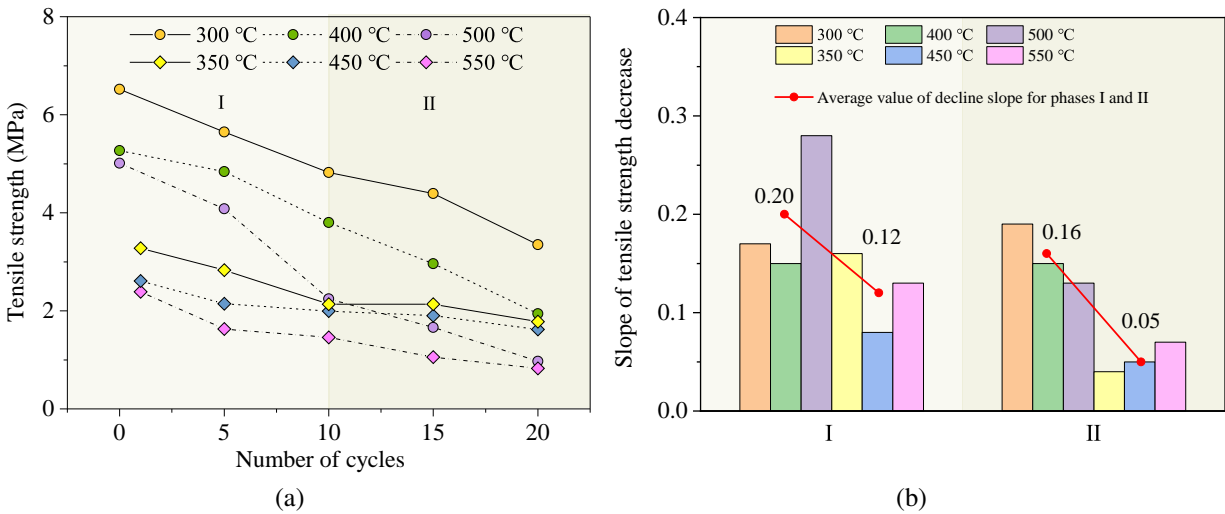 300 ℃ 400 ℃ 500 ℃
350 ℃ 450 ℃ 550 ℃
I
II
8
6
4
2
0
Tensile strength (MPa)
0 5 10 15 20
Number of cycles
(a)
300 ℃ 400 ℃ 500 ℃
350 ℃ 450 ℃ 550 ℃
Average value of decline slope for phases I and II
0.4
0.3
0.2
0.1
0.0
Slope of tensile strength decrease
0.20
0.12
0.16
0.05
I II
(b)